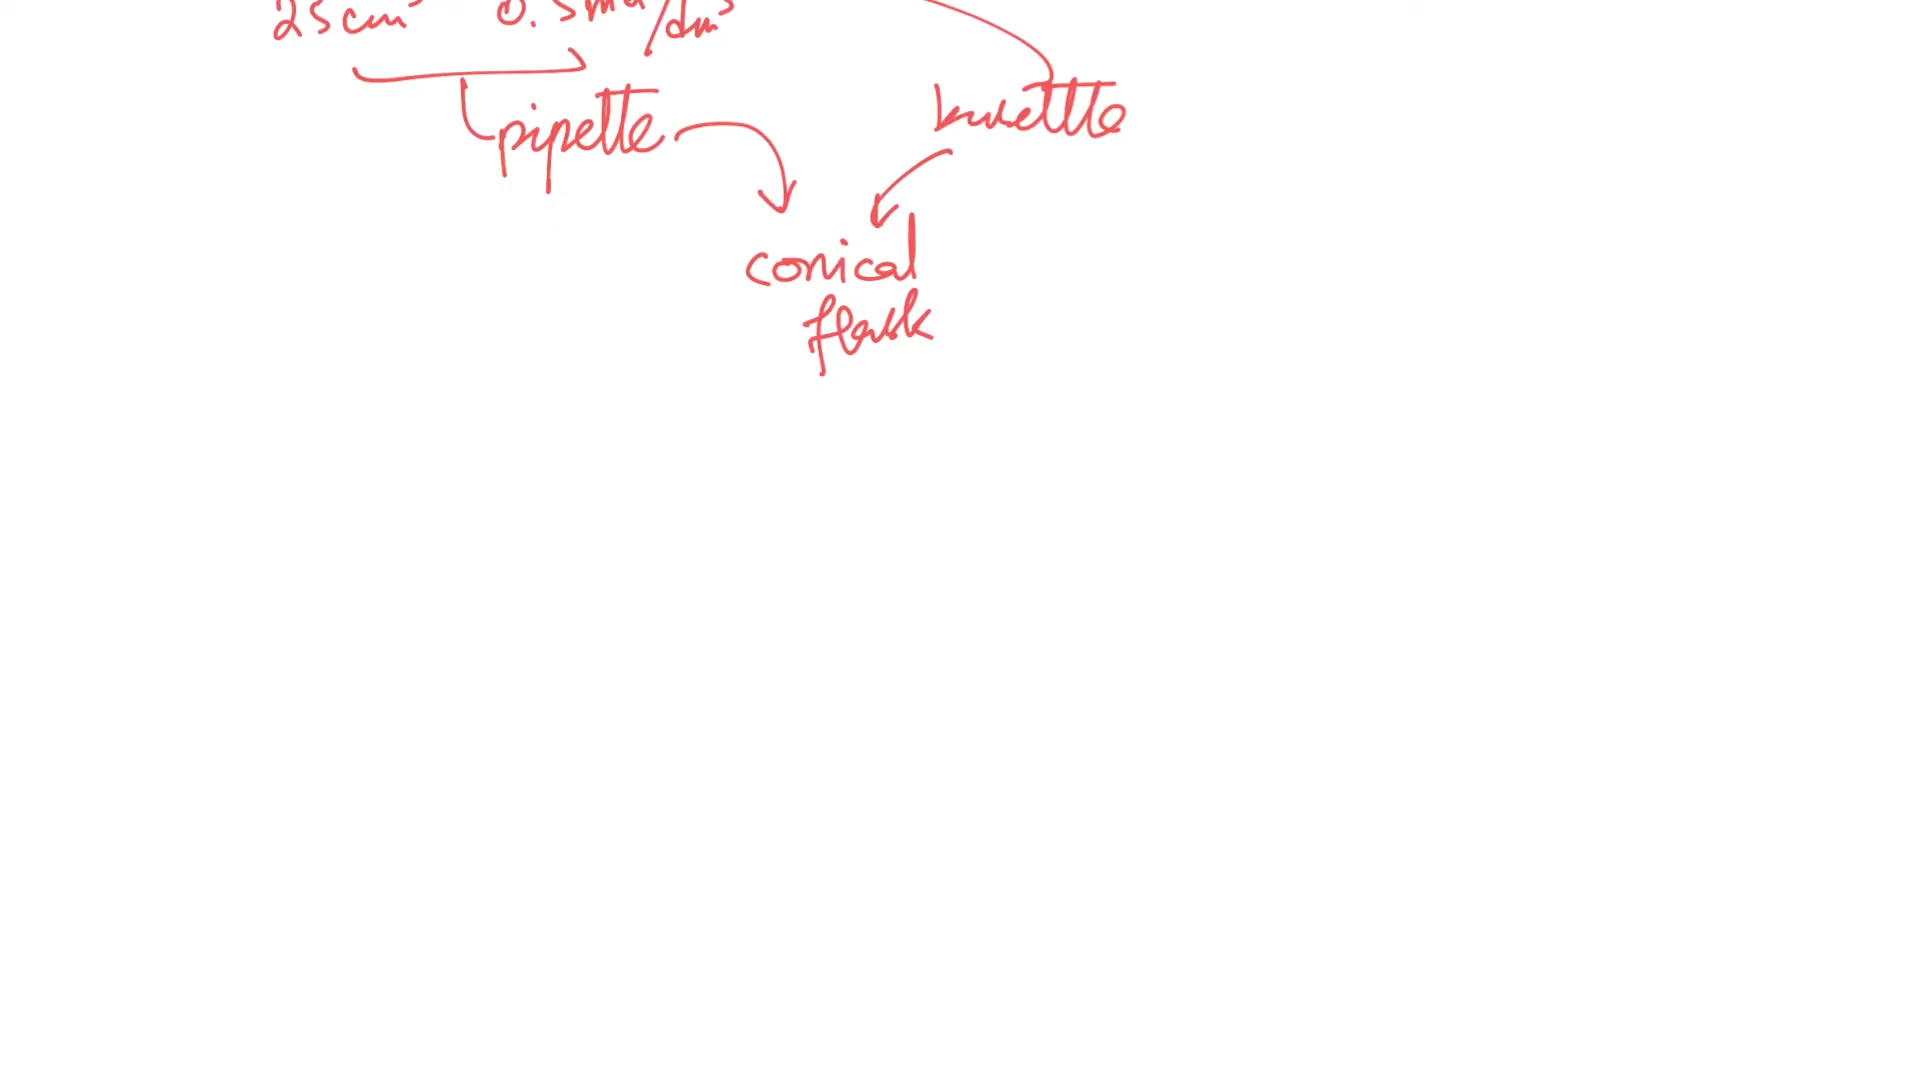 25cm³ 0.5mol/dm³
pipette burette
conical
flask